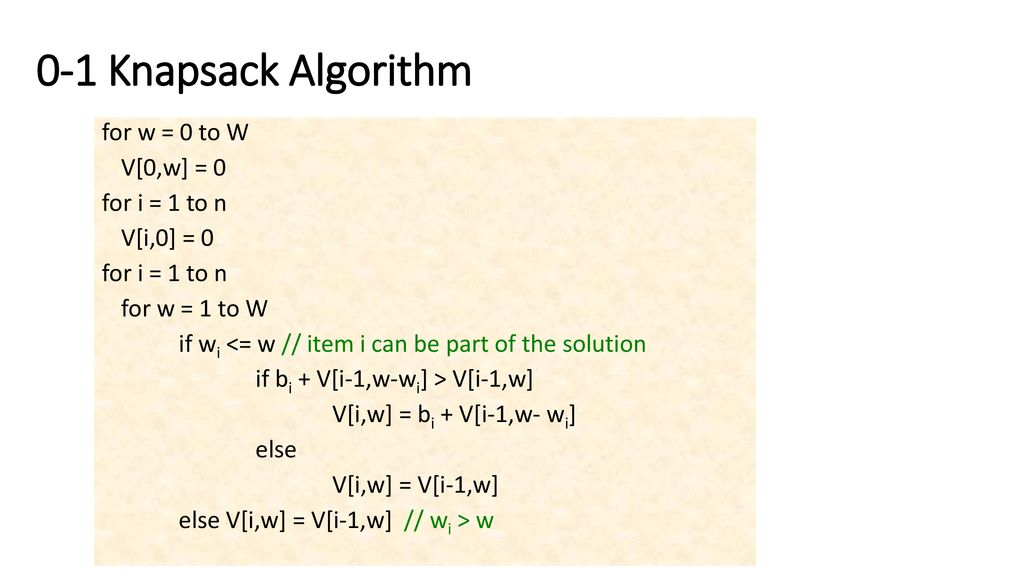 0-1 Knapsack Algorithm
for w = 0 to W
V[0,w] = 0
for i = 1 to n
V[i,0] = 0
for i = 1 to n
for w = 1 to W
if wᵢ <= w // item i can be part of the solution
if bᵢ + V[i-1,w-wᵢ] > V[i-1,w]
V[i,w] = bᵢ + V[i-1,w- wᵢ]
else
V[i,w] = V[i-1,w]
else V[i,w] = V[i-1,w] // wᵢ > w